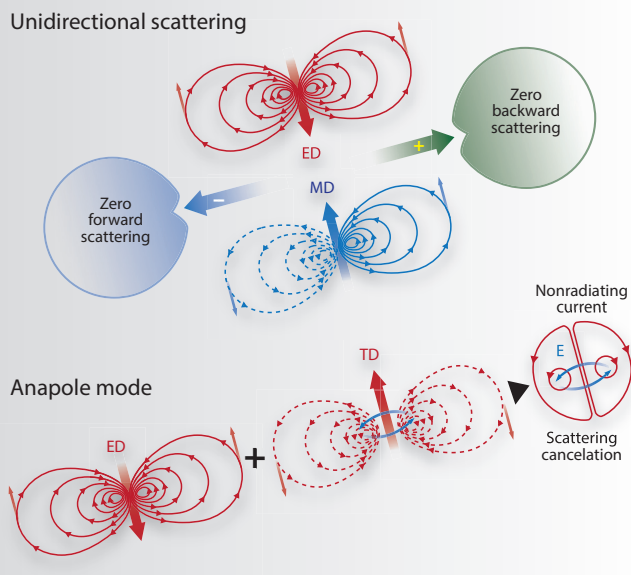 Unidirectional scattering
ED
Zero
backward
scattering
+
Zero
forward
scattering
–
MD
Nonradiating
current
E
Scattering
cancelation
TD
Anapole mode
ED
+